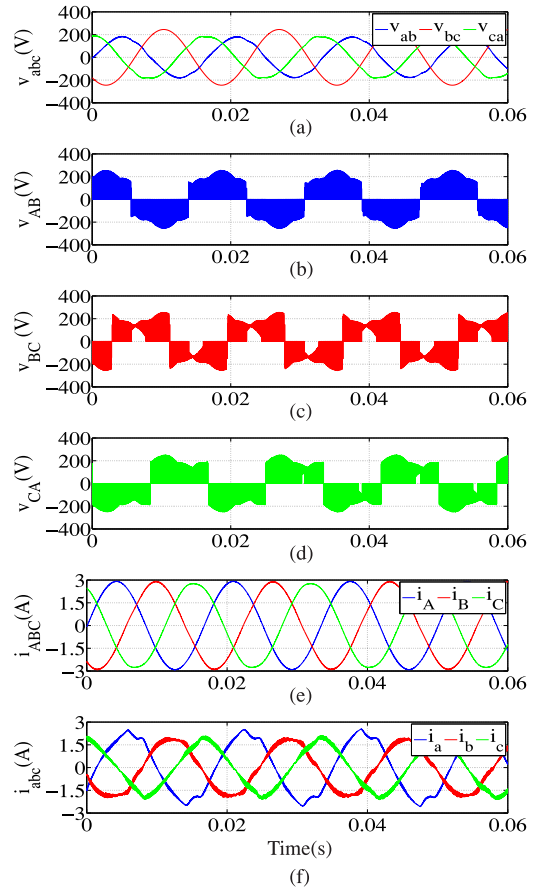 400
200
0
−200
−400
v_abc(V)
v_ab v_bc v_ca
0 0.02 0.04 0.06
(a)
400
200
0
−200
−400
v_AB(V)
0 0.02 0.04 0.06
(b)
400
200
0
−200
−400
v_BC(V)
0 0.02 0.04 0.06
(c)
400
200
0
−200
−400
v_CA(V)
0 0.02 0.04 0.06
(d)
3
1.5
0
−1.5
−3
i_ABC(A)
i_A i_B i_C
0 0.02 0.04 0.06
(e)
3
1.5
0
−1.5
−3
i_abc(A)
i_a i_b i_c
0 0.02 0.04 0.06
Time(s)
(f)